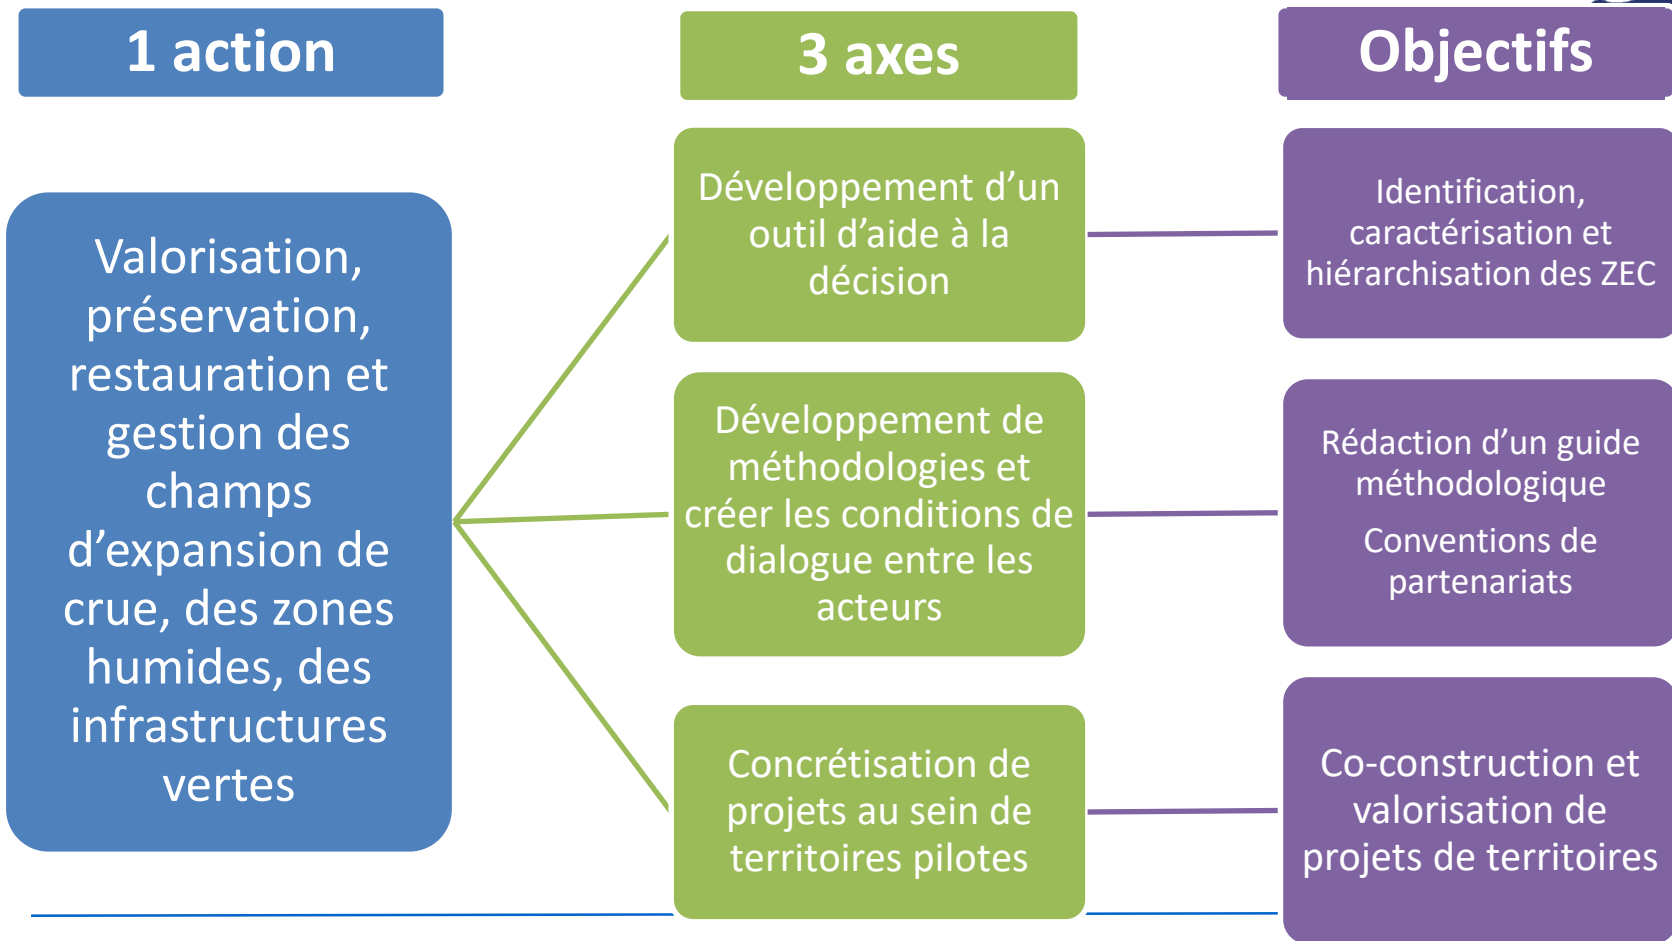 1 action
3 axes
Objectifs
Valorisation,
préservation,
restauration et
gestion des
champs
d’expansion de
crue, des zones
humides, des
infrastructures
vertes
Développement d’un
outil d’aide à la
décision
Identification,
caractérisation et
hiérarchisation des ZEC
Développement de
méthodologies et
créer les conditions de
dialogue entre les
acteurs
Rédaction d’un guide
méthodologique
Conventions de
partenariats
Concrétisation de
projets au sein de
territoires pilotes
Co-construction et
valorisation de
projets de territoires